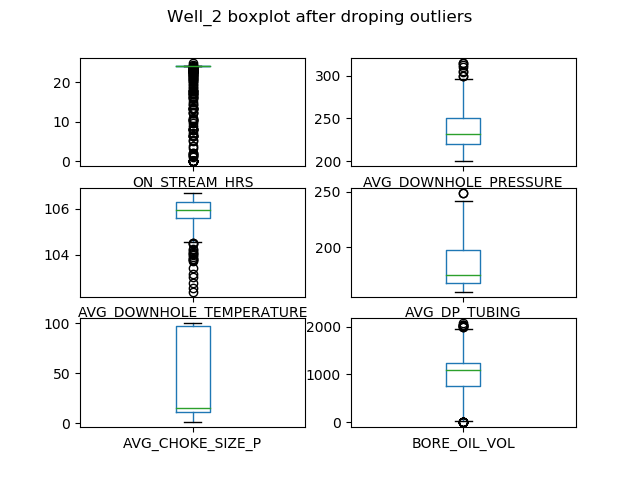 Well_2 boxplot after droping outliers
20
10
0
ON_STREAM_HRS
300
250
200
AVG_DOWNHOLE_PRESSURE
106
104
AVG_DOWNHOLE_TEMPERATURE
250
200
AVG_DP_TUBING
100
50
0
AVG_CHOKE_SIZE_P
2000
1000
0
BORE_OIL_VOL